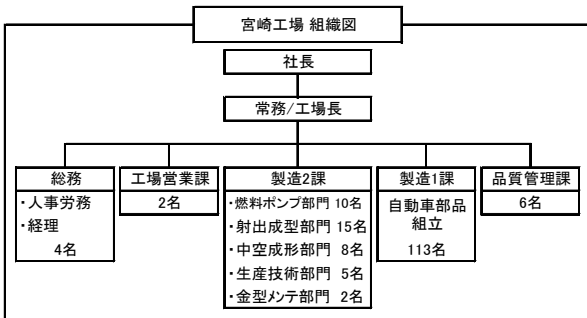 宮崎工場 組織図
社長
常務/工場長
総務
・人事労務
・経理
4名
工場営業課
2名
製造2課
・燃料ポンプ部門 10名
・射出成型部門 15名
・中空成形部門 8名
・生産技術部門 5名
・金型メンテ部門 2名
製造1課
自動車部品
組立
113名
品質管理課
6名